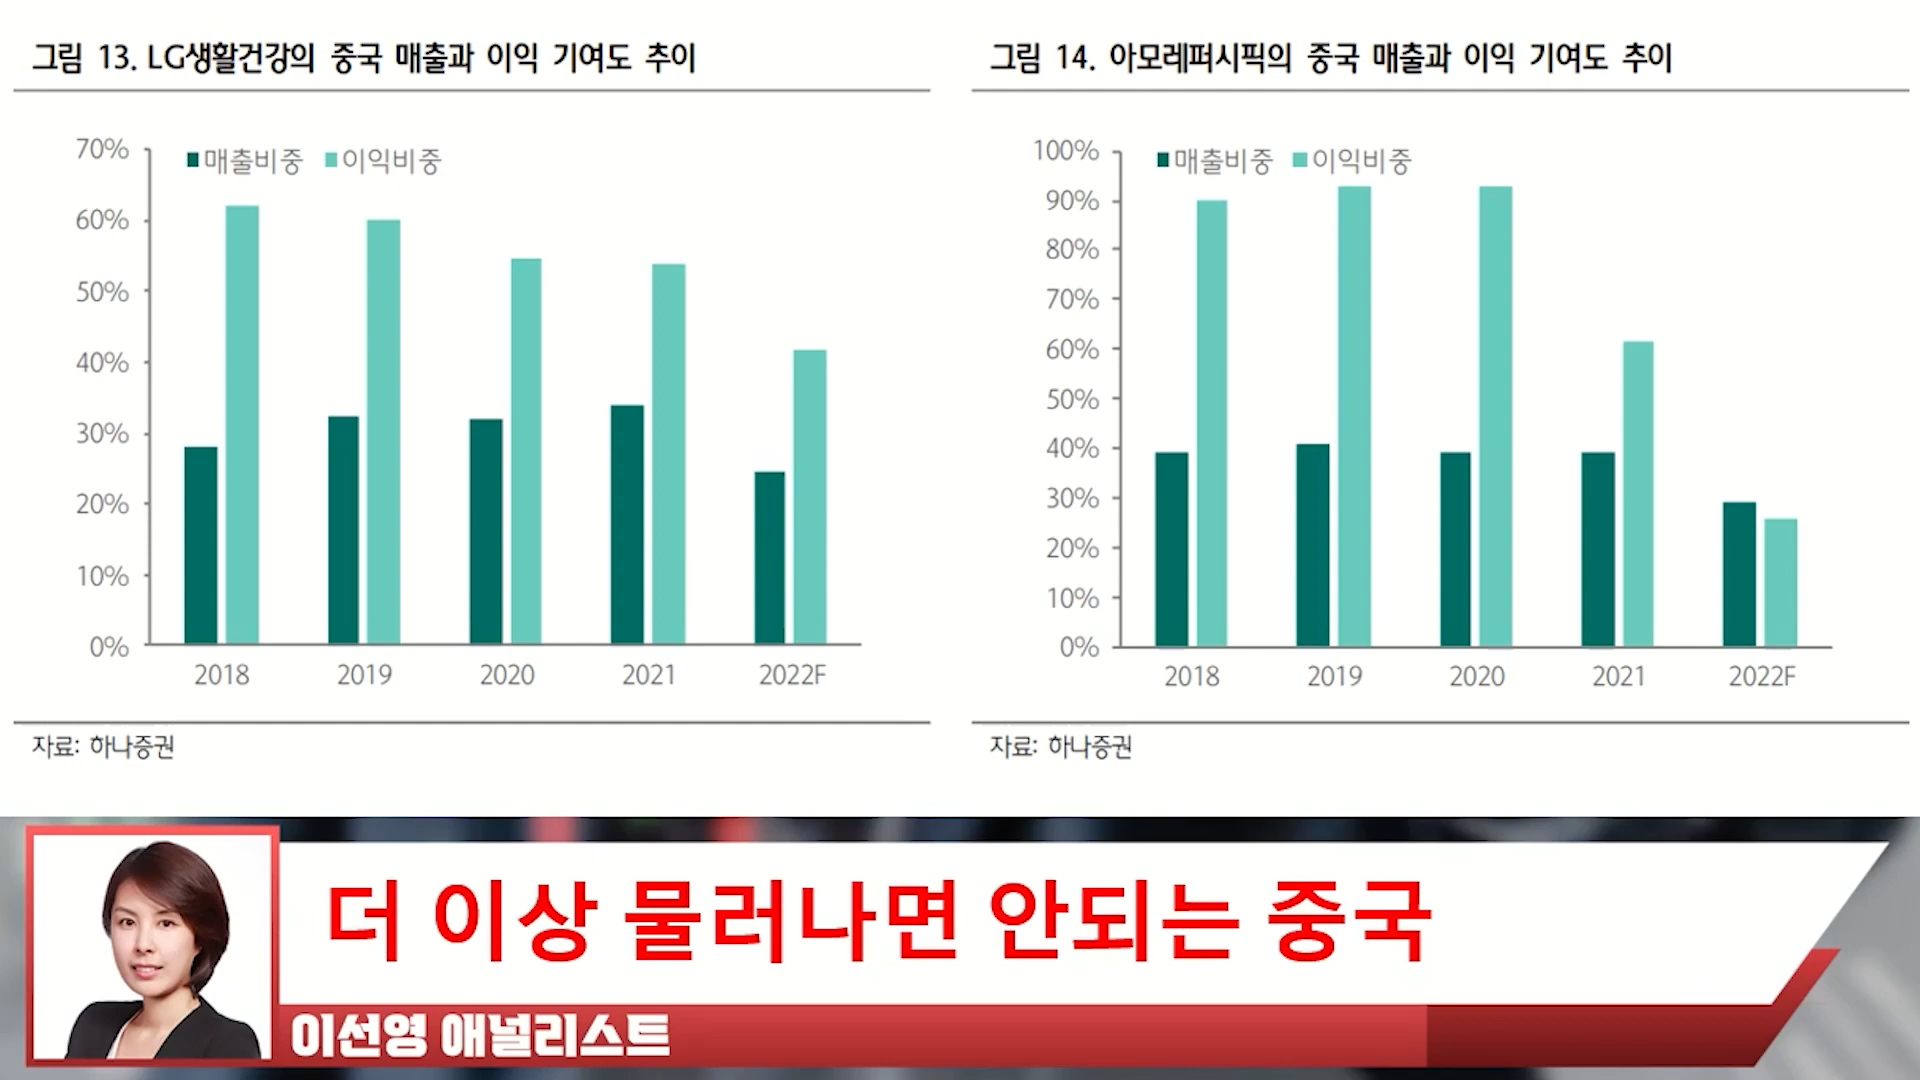 그림 13. LG생활건강의 중국 매출과 이익 기여도 추이
70%
60%
50%
40%
30%
20%
10%
0%
매출비중 이익비중
2018 2019 2020 2021 2022F
자료: 하나증권
그림 14. 아모레퍼시픽의 중국 매출과 이익 기여도 추이
100%
90%
80%
70%
60%
50%
40%
30%
20%
10%
0%
매출비중 이익비중
2018 2019 2020 2021 2022F
자료: 하나증권
더 이상 물러나면 안되는 중국
이선영 애널리스트